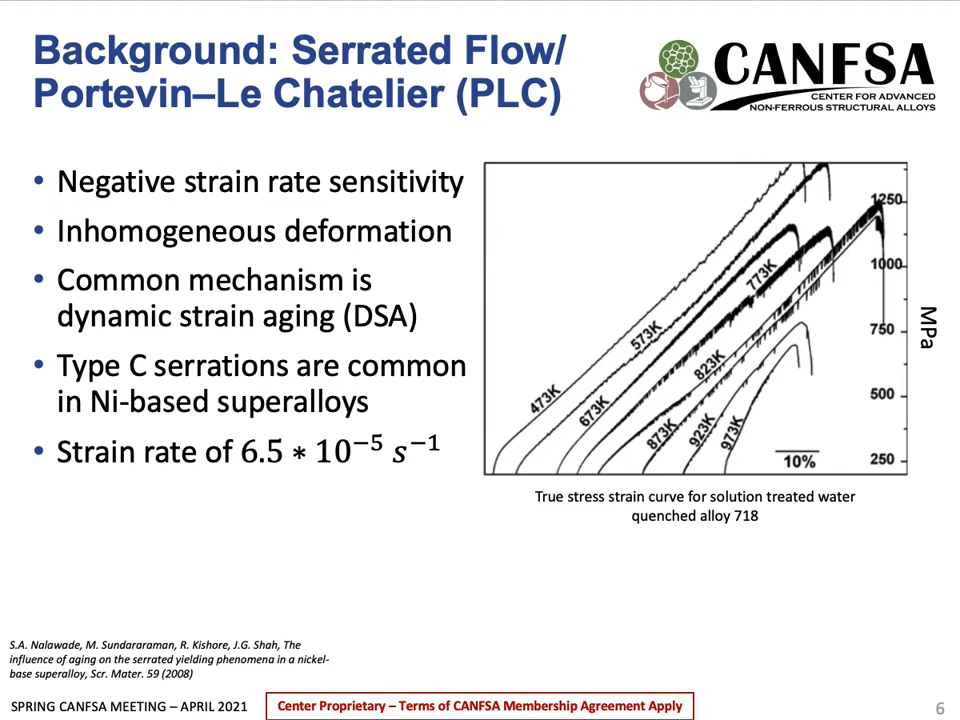 Background: Serrated Flow/
Portevin–Le Chatelier (PLC)
CANFSA
CENTER FOR ADVANCED
NON-FERROUS STRUCTURAL ALLOYS
• Negative strain rate sensitivity
• Inhomogeneous deformation
• Common mechanism is
dynamic strain aging (DSA)
• Type C serrations are common
in Ni-based superalloys
• Strain rate of 6.5 ∗ 10⁻⁵ s⁻¹
473K
573K
673K
773K
823K
873K
923K
973K
10%
1250
1000
750
500
250
MPa
True stress strain curve for solution treated water
quenched alloy 718
S.A. Nalawade, M. Sundararaman, R. Kishore, J.G. Shah, The
influence of aging on the serrated yielding phenomena in a nickel-
base superalloy, Scr. Mater. 59 (2008)
SPRING CANFSA MEETING – APRIL 2021
Center Proprietary – Terms of CANFSA Membership Agreement Apply
6